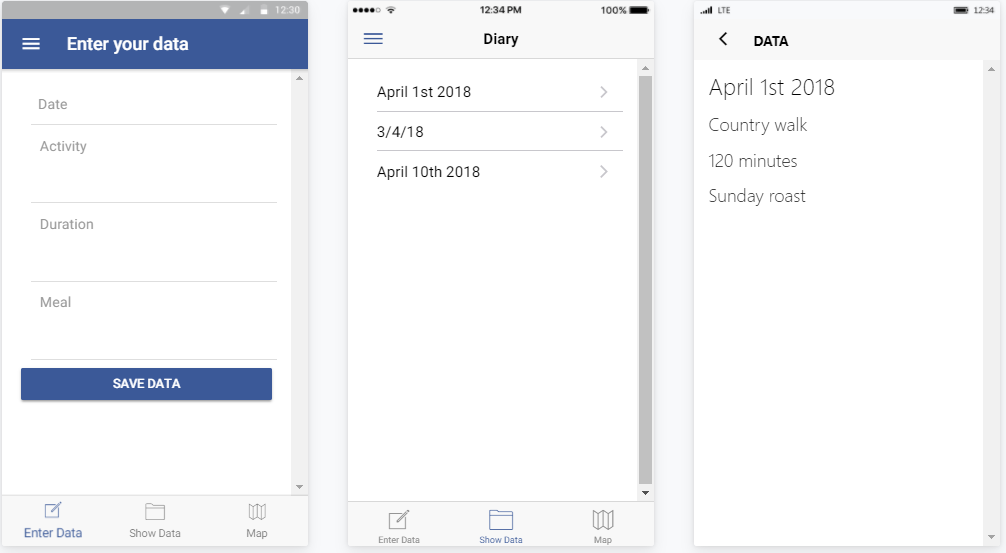 12:30
Enter your data
Date
Activity
Duration
Meal
SAVE DATA
Enter Data Show Data Map
12:34 PM 100%
Diary
April 1st 2018
3/4/18
April 10th 2018
Enter Data Show Data Map
LTE 12:34
DATA
April 1st 2018
Country walk
120 minutes
Sunday roast